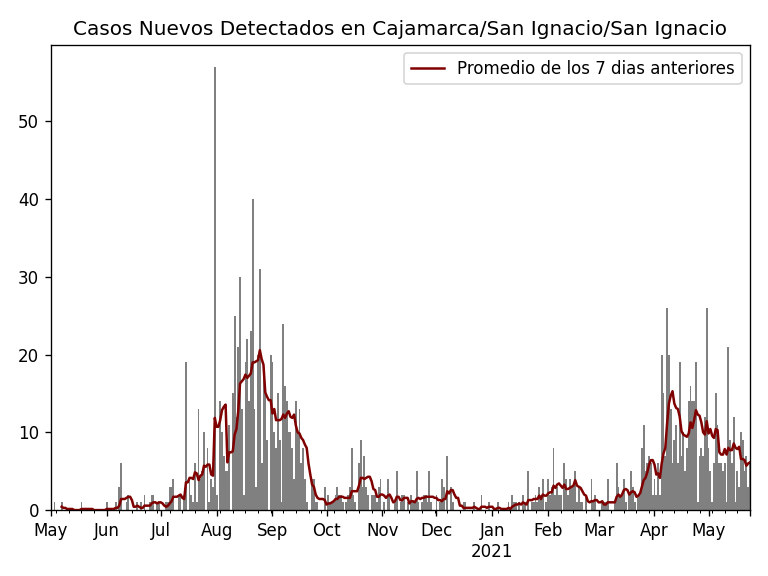 Casos Nuevos Detectados en Cajamarca/San Ignacio/San Ignacio
Promedio de los 7 dias anteriores
50
40
30
20
10
0
May Jun Jul Aug Sep Oct Nov Dec Jan Feb Mar Apr May
2021